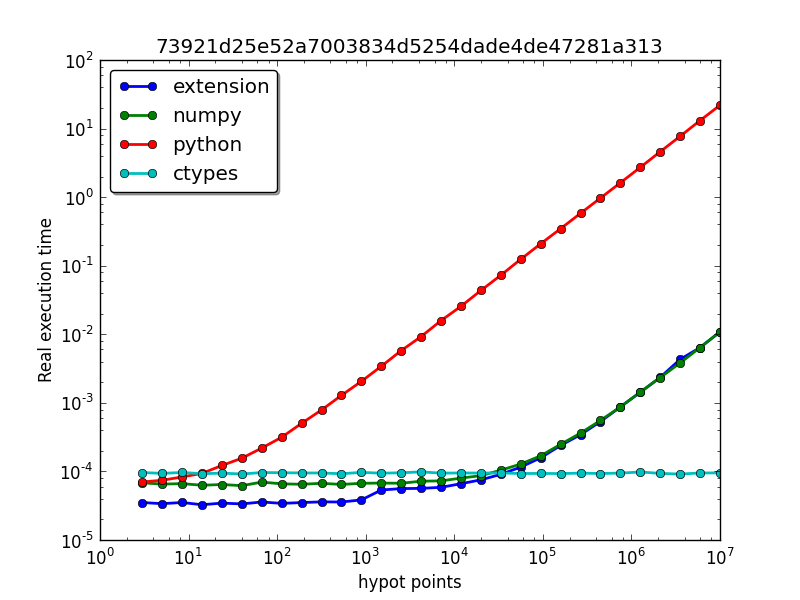 73921d25e52a7003834d5254dade4de47281a313
10^2
10^1
10^0
10^-1
10^-2
10^-3
10^-4
10^-5
Real execution time
extension
numpy
python
ctypes
10^0 10^1 10^2 10^3 10^4 10^5 10^6 10^7
hypot points